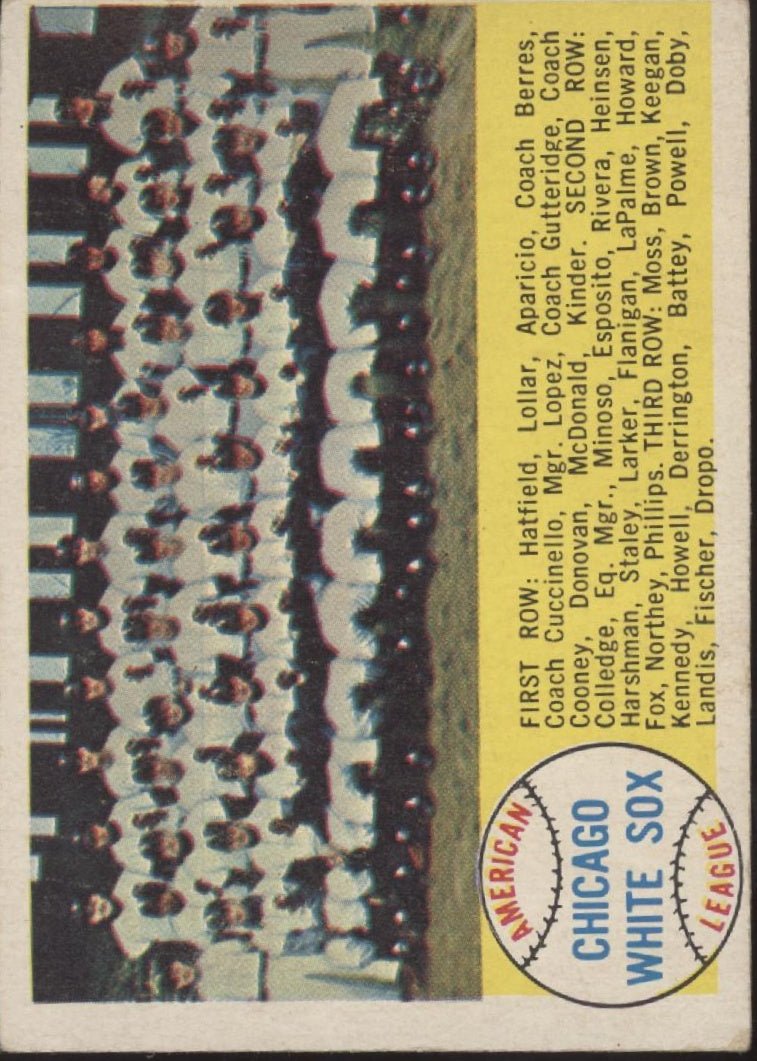 AMERICAN
CHICAGO
WHITE SOX
LEAGUE
FIRST ROW: Hatfield, Lollar, Aparicio, Coach Berres,
Coach Cuccinello, Mgr. Lopez, Coach Gutteridge, Coach
Cooney, Donovan, McDonald, Kinder. SECOND ROW:
Colledge, Eq. Mgr., Minoso, Esposito, Rivera, Heinsen,
Harshman, Staley, Larker, Flanigan, LaPalme, Howard,
Fox, Northey, Phillips. THIRD ROW: Moss, Brown, Keegan,
Kennedy, Howell, Derrington, Battey, Powell, Doby,
Landis, Fischer, Dropo.